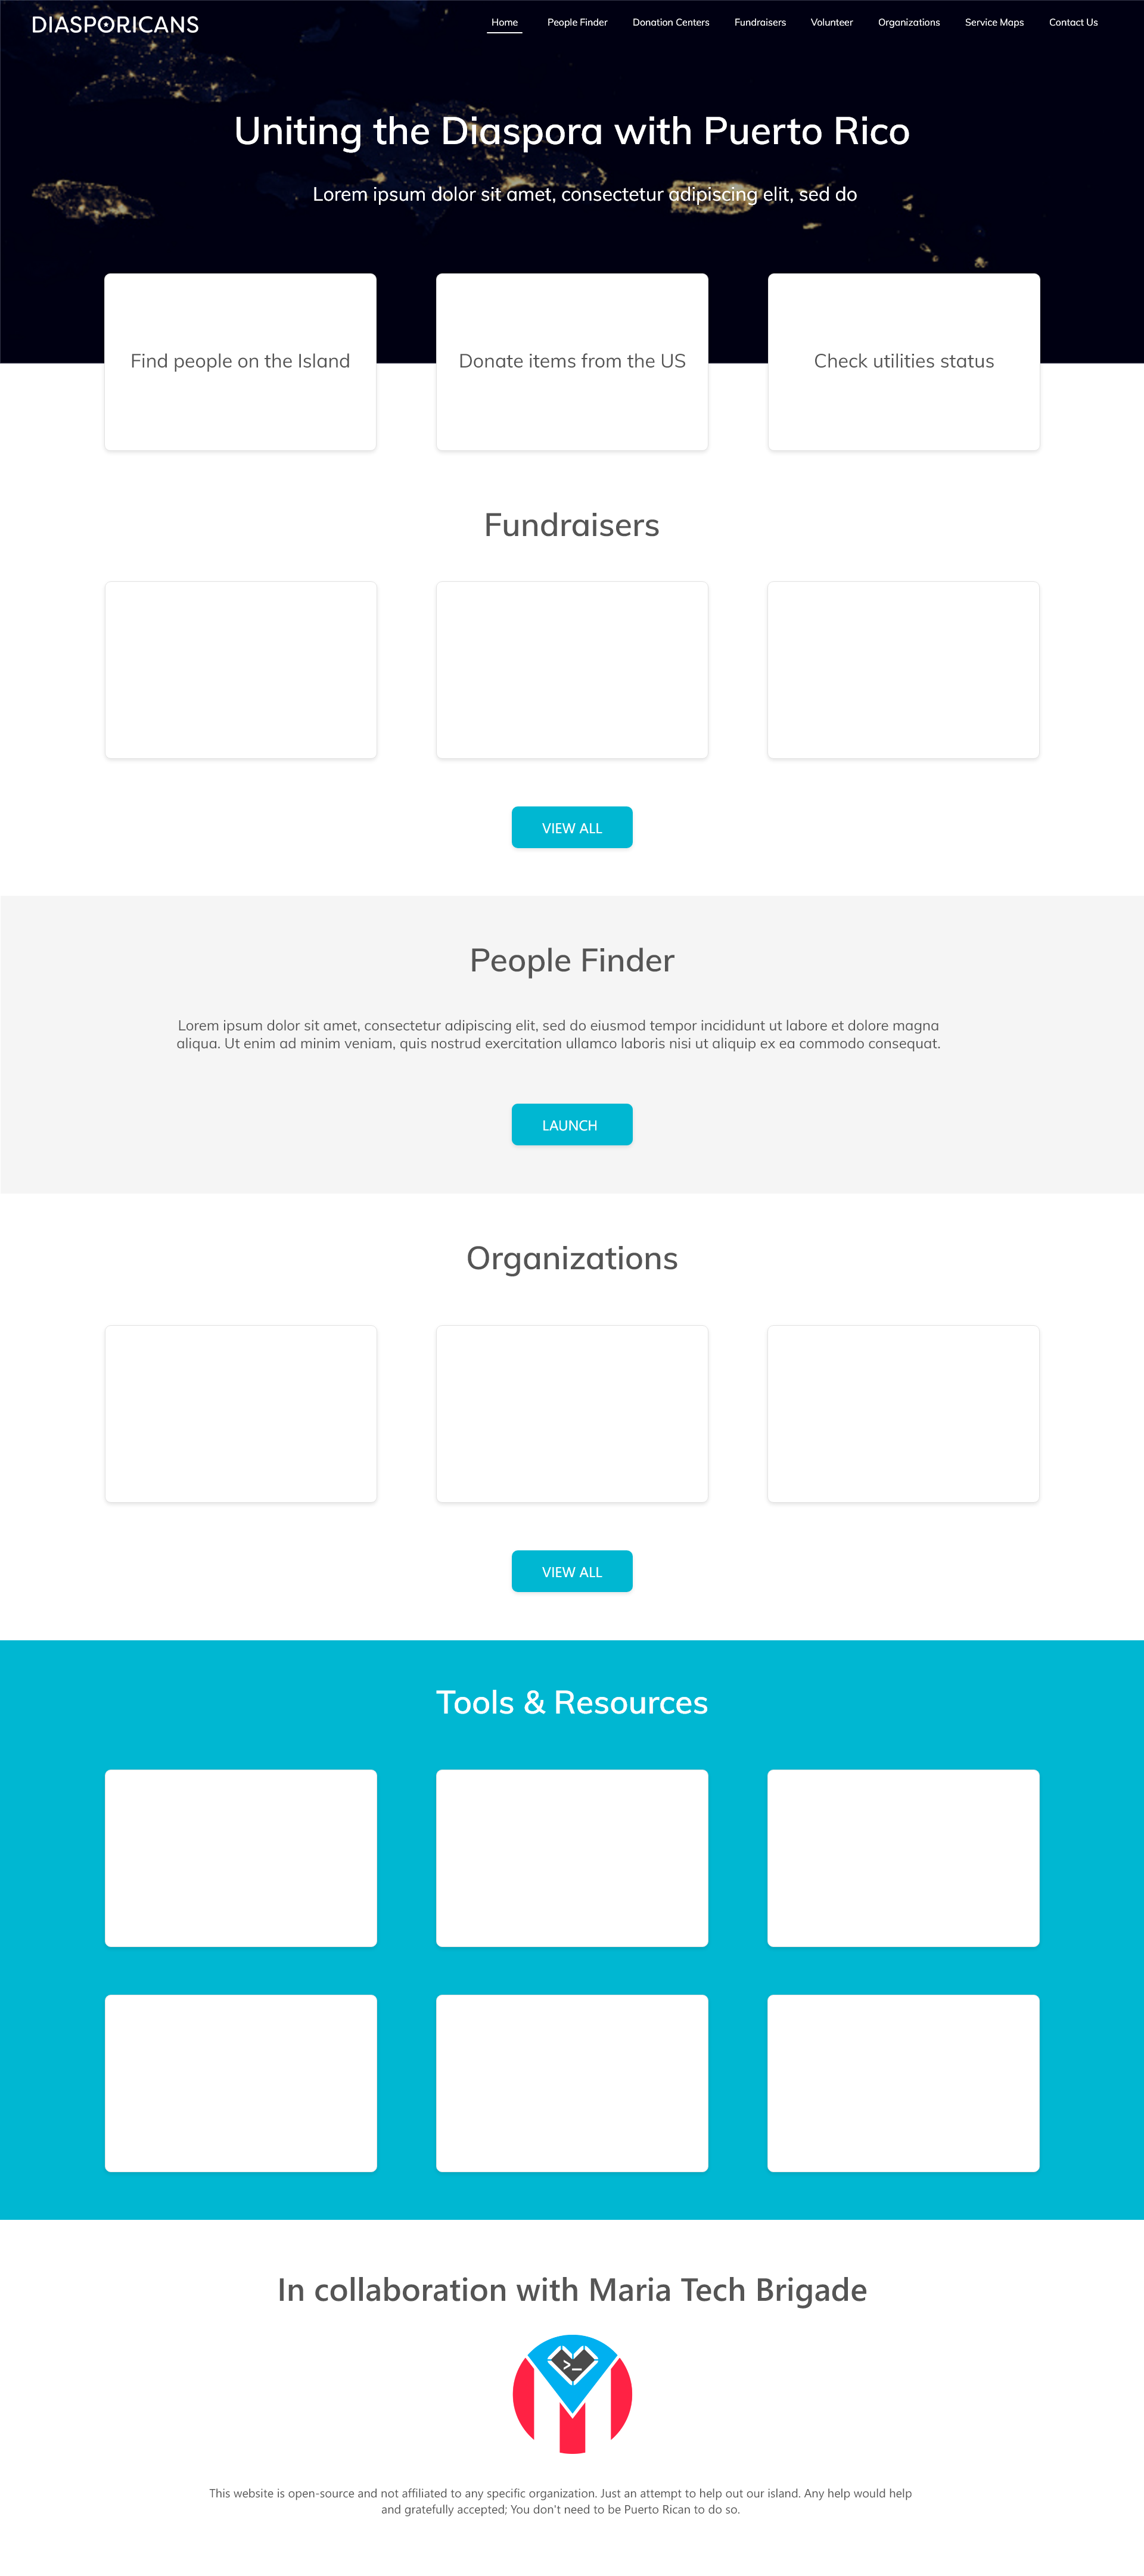 DIASPORICANS
Home People Finder Donation Centers Fundraisers Volunteer Organizations Service Maps Contact Us
Uniting the Diaspora with Puerto Rico
Lorem ipsum dolor sit amet, consectetur adipiscing elit, sed do
Find people on the Island
Donate items from the US
Check utilities status
Fundraisers
VIEW ALL
People Finder
Lorem ipsum dolor sit amet, consectetur adipiscing elit, sed do eiusmod tempor incididunt ut labore et dolore magna
aliqua. Ut enim ad minim veniam, quis nostrud exercitation ullamco laboris nisi ut aliquip ex ea commodo consequat.
LAUNCH
Organizations
VIEW ALL
Tools & Resources
In collaboration with Maria Tech Brigade
>_
This website is open-source and not affiliated to any specific organization. Just an attempt to help out our island. Any help would help
and gratefully accepted; You don't need to be Puerto Rican to do so.